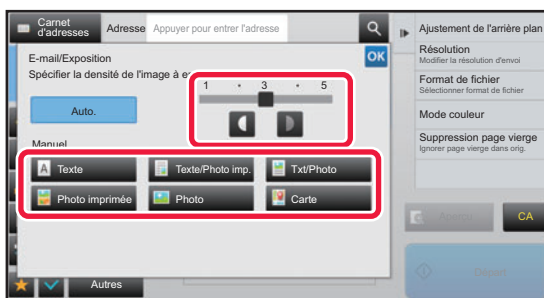 Carnet
d'adresses
Adresse
Appuyer pour entrer l'adresse
Ajustement de l'arrière plan
Résolution
Modifier la résolution d'envoi
Format de fichier
Sélectionner format de fichier
Mode couleur
Suppression page vierge
Ignorer page vierge dans orig.
Aperçu
CA
Départ
E-mail/Exposition
OK
Spécifier la densité de l'image à e
1 3 5
Auto.
Manuel
A Texte
Texte/Photo imp.
Txt/Photo
Photo imprimée
Photo
Carte
Autres